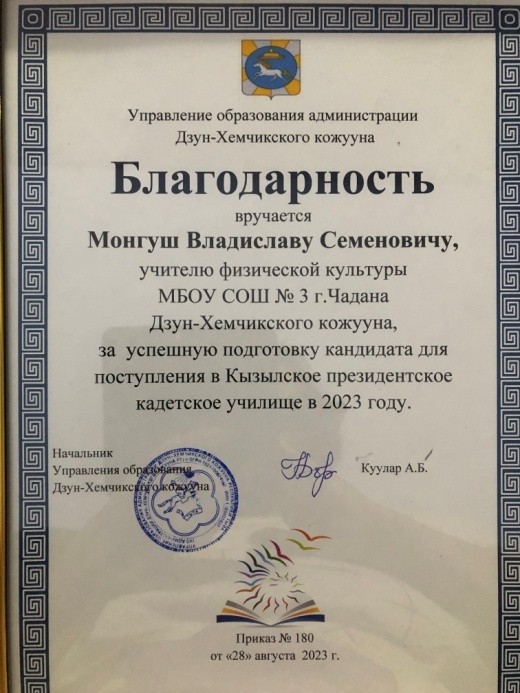 Управление образования администрации
Дзун-Хемчикского кожууна
Благодарность
вручается
Монгуш Владиславу Семеновичу,
учителю физической культуры
МБОУ СОШ № 3 г.Чадана
Дзун-Хемчикского кожууна,
за успешную подготовку кандидата для
поступления в Кызылское президентское
кадетское училище в 2023 году.
Начальник
Управления образования
Дзун-Хемчикского кожууна
Куулар А.Б.
Приказ № 180
от «28» августа 2023 г.